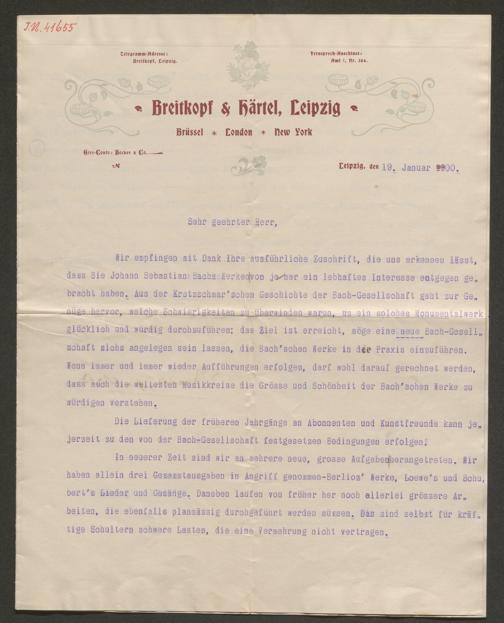 J.N. 41655
Telegramm-Adresse:
Breitkopf, Leipzig.
Fernsprech-Anschluss:
Amt I, Nr.
Breitkopf & Härtel, Leipzig
Brüssel * London * New York
Giro-Conto: Becker & Co.
Leipzig, den 19. Januar 1900.
Sehr geehrter Herr,
Wir empfingen mit Dank Ihre ausführliche Zuschrift, die uns erkennen lässt,
dass Sie Johann Sebastian Bachs Werken von je her ein lebhaftes Interesse entgegen ge-
bracht haben. Aus der Kretzschmar'schen Geschichte der Bach-Gesellschaft geht zur Ge-
nüge hervor, welche Schwierigkeiten zu überwinden waren, um ein solches Monumentalwerk
glücklich und würdig durchzuführen; das Ziel ist erreicht, möge eine neue Bach-Gesell-
schaft sichs angelegen sein lassen, die Bach'schen Werke in die Praxis einzuführen.
Wenn immer und immer wieder Aufführungen erfolgen, darf wohl darauf gerechnet werden,
dass auch die weitesten Musikkreise die Grösse und Schönheit der Bach'schen Werke zu
würdigen verstehen.
Die Lieferung der früheren Jahrgänge an Abonnenten und Kunstfreunde kann je-
jerzeit zu den von der Bach-Gesellschaft festgesetzen Bedingungen erfolgen.
In neuerer Zeit sind wir an mehrere neue, grosse Aufgaben herangetreten. Wir
haben allein drei Gesamtausgaben in Angriff genommen-Berlioz' Werke, Loewe's und Schu-
bert's Lieder und Gesänge. Daneben laufen von früher her noch allerlei grössere Ar-
beiten, die ebenfalls planmässig durchgeführt werden müssen. Das sind selbst für kräf-
tige Schultern schwere Lasten, die eine Vermehrung nicht vertragen.